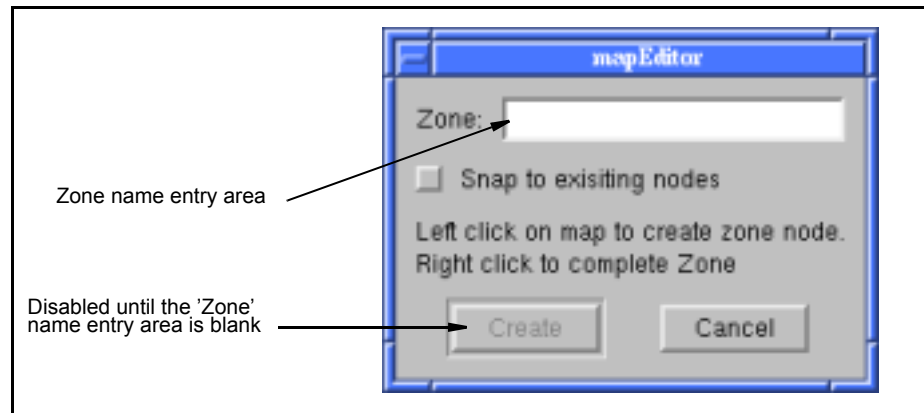 mapEditor
Zone:
Zone name entry area
Snap to exisiting nodes
Left click on map to create zone node.
Right click to complete Zone
Disabled until the ’Zone’
name entry area is blank
Create
Cancel